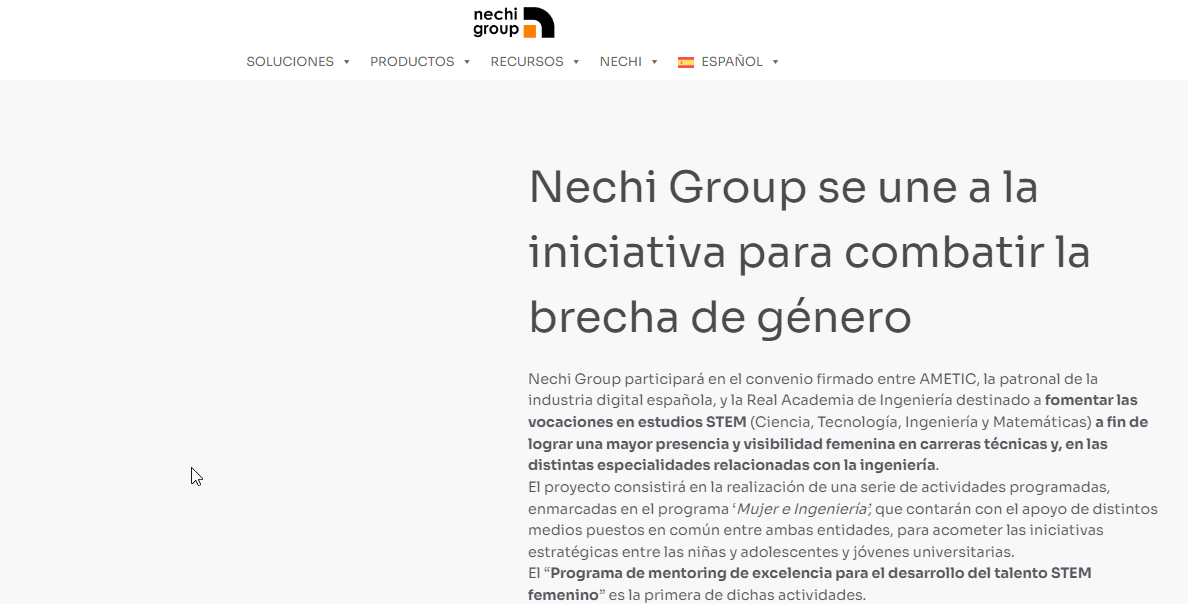 nechi
group
SOLUCIONES PRODUCTOS RECURSOS NECHI ESPAÑOL
Nechi Group se une a la
iniciativa para combatir la
brecha de género
Nechi Group participará en el convenio firmado entre AMETIC, la patronal de la
industria digital española, y la Real Academia de Ingeniería destinado a fomentar las
vocaciones en estudios STEM (Ciencia, Tecnología, Ingeniería y Matemáticas) a fin de
lograr una mayor presencia y visibilidad femenina en carreras técnicas y, en las
distintas especialidades relacionadas con la ingeniería.
El proyecto consistirá en la realización de una serie de actividades programadas,
enmarcadas en el programa ‘Mujer e Ingeniería’, que contarán con el apoyo de distintos
medios puestos en común entre ambas entidades, para acometer las iniciativas
estratégicas entre las niñas y adolescentes y jóvenes universitarias.
El “Programa de mentoring de excelencia para el desarrollo del talento STEM
femenino” es la primera de dichas actividades.